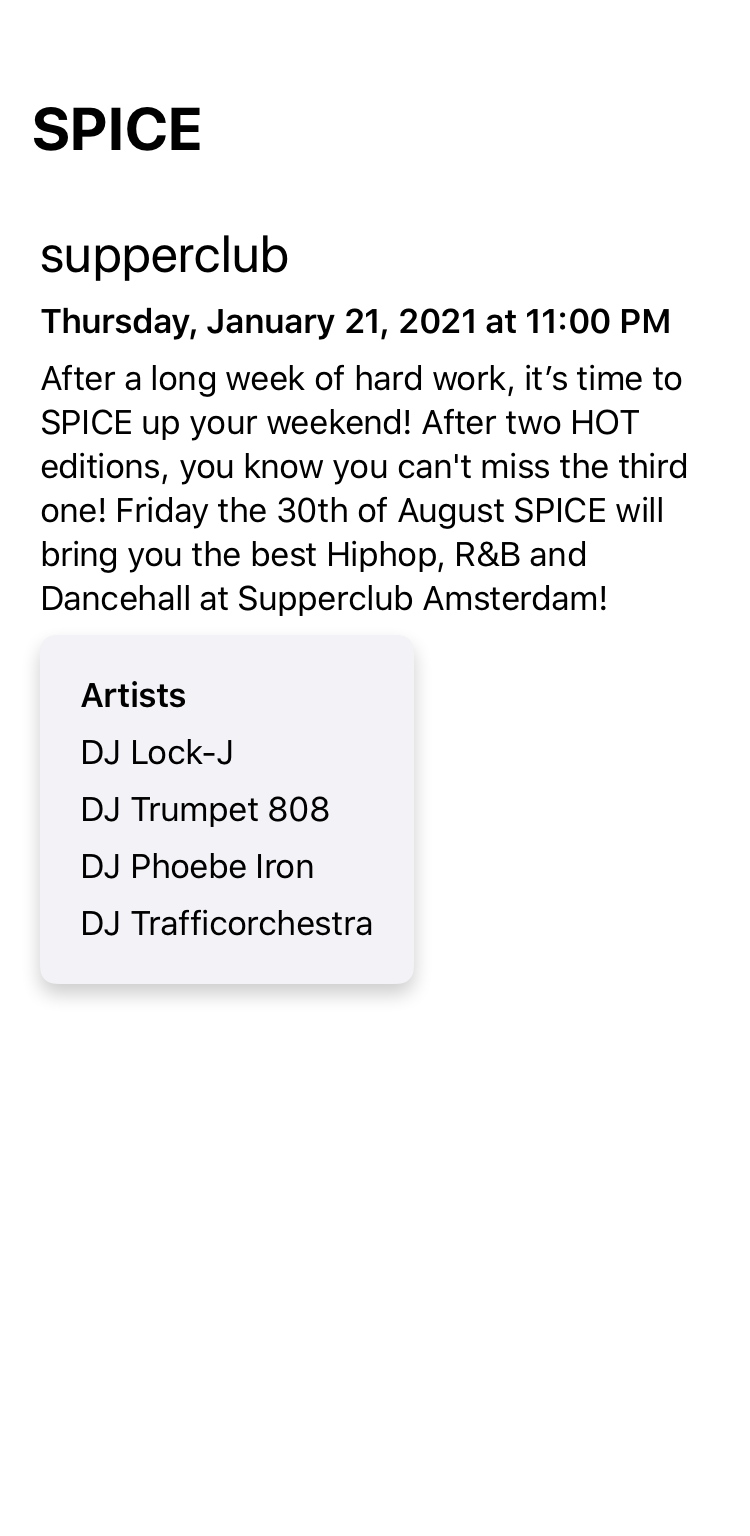 SPICE
supperclub
Thursday, January 21, 2021 at 11:00 PM
After a long week of hard work, it’s time to
SPICE up your weekend! After two HOT
editions, you know you can't miss the third
one! Friday the 30th of August SPICE will
bring you the best Hiphop, R&B and
Dancehall at Supperclub Amsterdam!
Artists
DJ Lock-J
DJ Trumpet 808
DJ Phoebe Iron
DJ Trafficorchestra